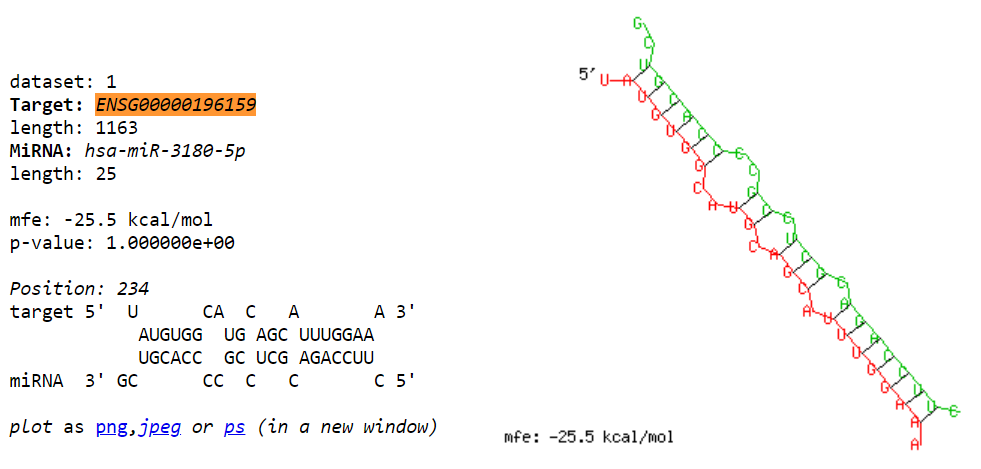 dataset: 1
Target: ENSG00000196159
length: 1163
MiRNA: hsa-miR-3180-5p
length: 25
mfe: -25.5 kcal/mol
p-value: 1.000000e+00
Position: 234
target 5'  U      CA  C   A       A 3'
            AUGUGG  UG AGC UUUGGAA
            UGCACC  GC UCG AGACCUU
miRNA  3' GC      CC  C   C       C 5'
plot as png,jpeg or ps (in a new window)
5'
mfe: -25.5 kcal/mol